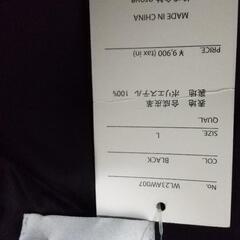 No. WL23AW007
COL. BLACK
SIZE. L
QUAL.
表地 合成皮革
裏地 ポリエステル 100%
PRICE. ¥ 9,900 (tax in)
MADE IN CHINA